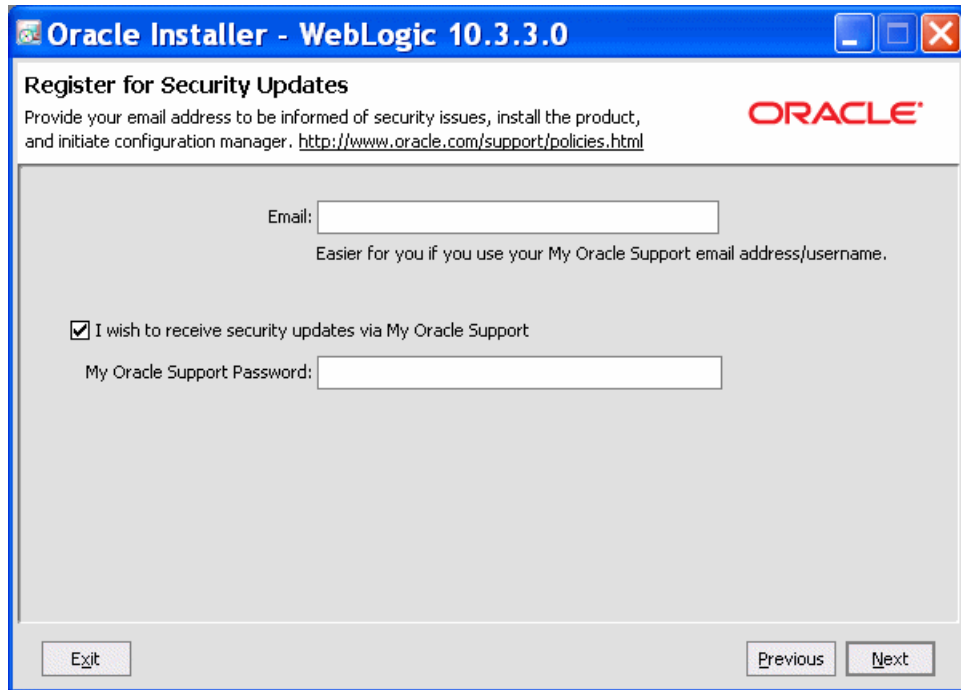 Oracle Installer - WebLogic 10.3.3.0
Register for Security Updates
Provide your email address to be informed of security issues, install the product,
and initiate configuration manager. http://www.oracle.com/support/policies.html
ORACLE
Email:
Easier for you if you use your My Oracle Support email address/username.
I wish to receive security updates via My Oracle Support
My Oracle Support Password:
Exit
Previous
Next